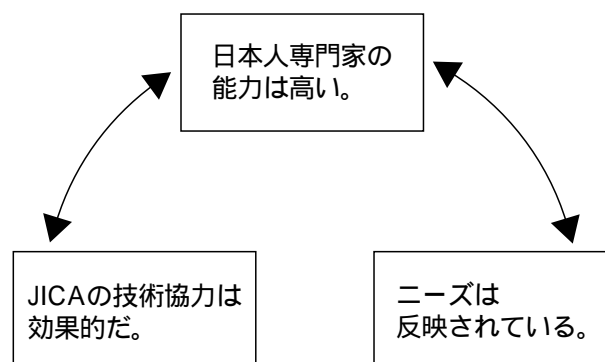 日本人専門家の
能力は高い。
JICAの技術協力は
効果的だ。
ニーズは
反映されている。